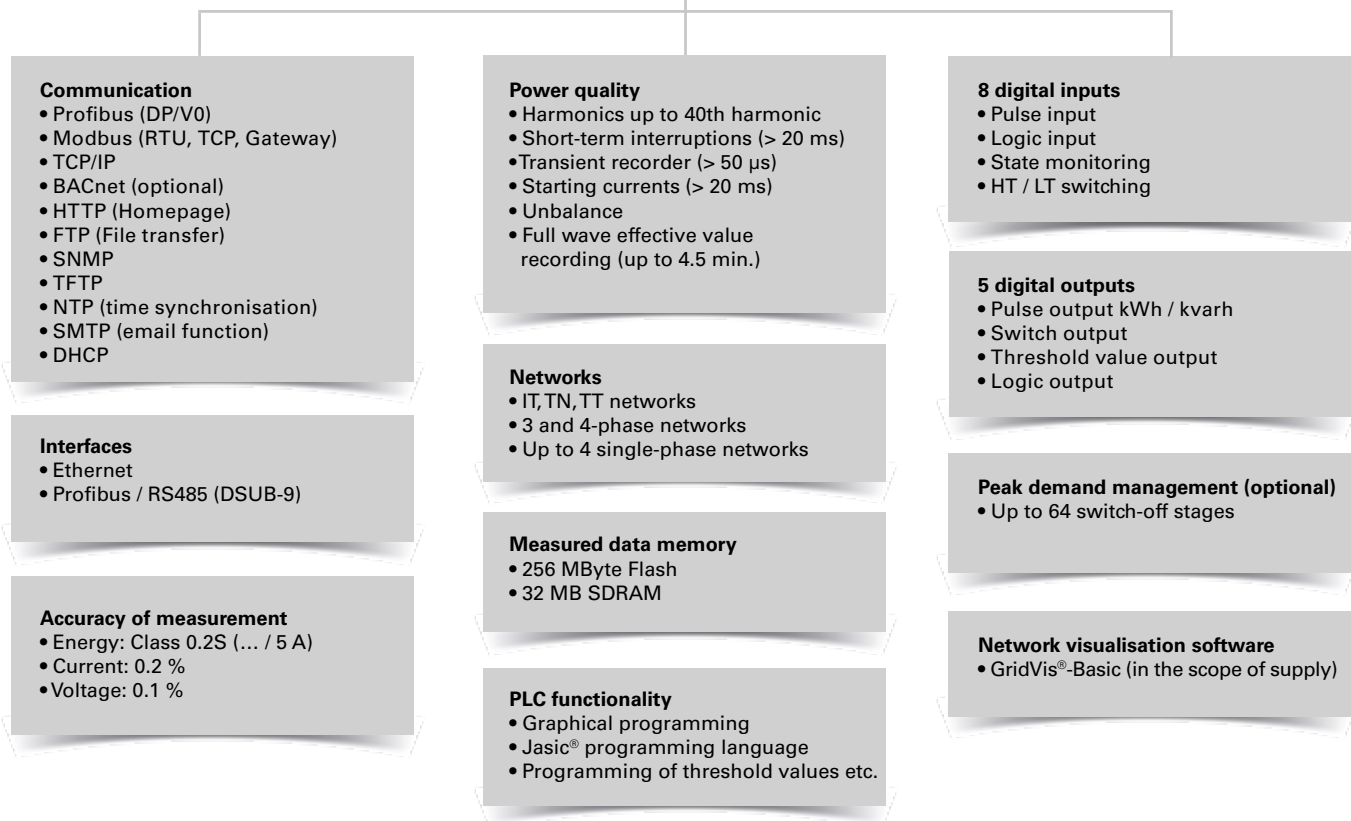 Communication
• Profibus (DP/V0)
• Modbus (RTU, TCP, Gateway)
• TCP/IP
• BACnet (optional)
• HTTP (Homepage)
• FTP (File transfer)
• SNMP
• TFTP
• NTP (time synchronisation)
• SMTP (email function)
• DHCP
Interfaces
• Ethernet
• Profibus / RS485 (DSUB-9)
Accuracy of measurement
• Energy: Class 0.2S (… / 5 A)
• Current: 0.2 %
• Voltage: 0.1 %
Power quality
• Harmonics up to 40th harmonic
• Short-term interruptions (> 20 ms)
• Transient recorder (> 50 µs)
• Starting currents (> 20 ms)
• Unbalance
• Full wave effective value
recording (up to 4.5 min.)
Networks
• IT, TN, TT networks
• 3 and 4-phase networks
• Up to 4 single-phase networks
Measured data memory
• 256 MByte Flash
• 32 MB SDRAM
PLC functionality
• Graphical programming
• Jasic® programming language
• Programming of threshold values etc.
8 digital inputs
• Pulse input
• Logic input
• State monitoring
• HT / LT switching
5 digital outputs
• Pulse output kWh / kvarh
• Switch output
• Threshold value output
• Logic output
Peak demand management (optional)
• Up to 64 switch-off stages
Network visualisation software
• GridVis®-Basic (in the scope of supply)